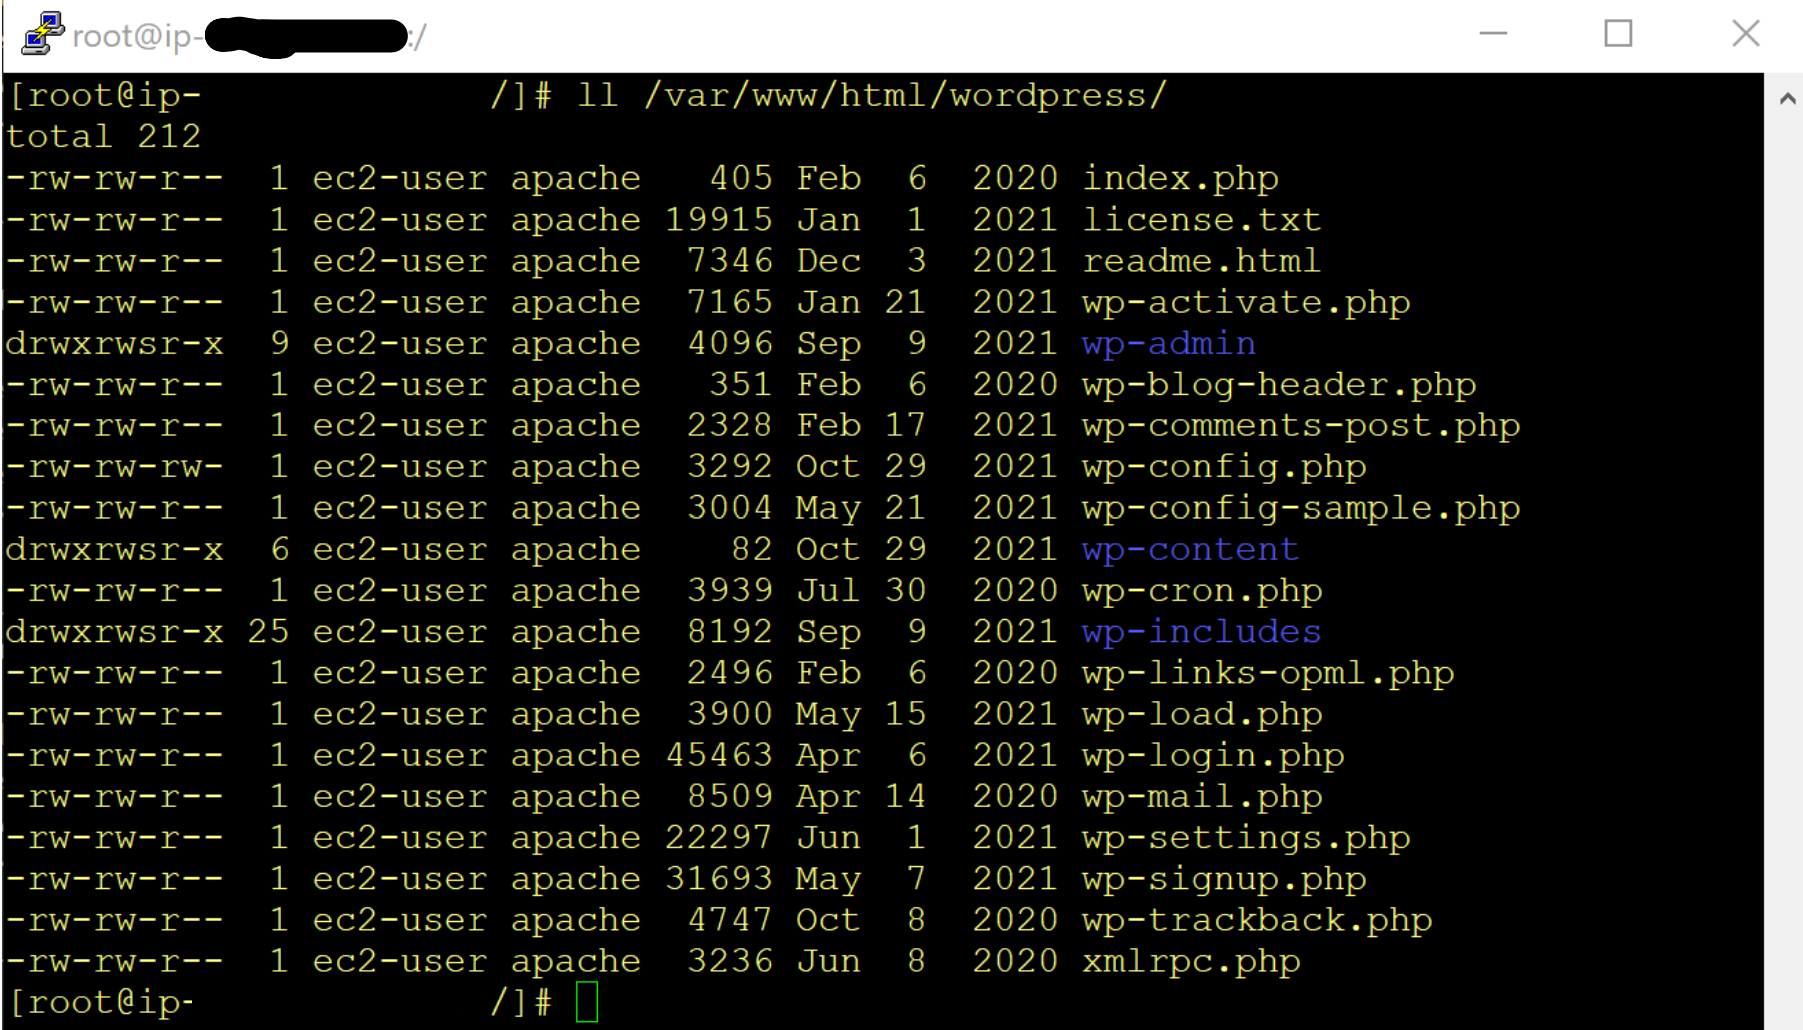 root@ip- :/
[root@ip- /]# ll /var/www/html/wordpress/
total 212
-rw-rw-r-- 1 ec2-user apache 405 Feb 6 2020 index.php
-rw-rw-r-- 1 ec2-user apache 19915 Jan 1 2021 license.txt
-rw-rw-r-- 1 ec2-user apache 7346 Dec 3 2021 readme.html
-rw-rw-r-- 1 ec2-user apache 7165 Jan 21 2021 wp-activate.php
drwxrwsr-x 9 ec2-user apache 4096 Sep 9 2021 wp-admin
-rw-rw-r-- 1 ec2-user apache 351 Feb 6 2020 wp-blog-header.php
-rw-rw-r-- 1 ec2-user apache 2328 Feb 17 2021 wp-comments-post.php
-rw-rw-rw- 1 ec2-user apache 3292 Oct 29 2021 wp-config.php
-rw-rw-r-- 1 ec2-user apache 3004 May 21 2021 wp-config-sample.php
drwxrwsr-x 6 ec2-user apache 82 Oct 29 2021 wp-content
-rw-rw-r-- 1 ec2-user apache 3939 Jul 30 2020 wp-cron.php
drwxrwsr-x 25 ec2-user apache 8192 Sep 9 2021 wp-includes
-rw-rw-r-- 1 ec2-user apache 2496 Feb 6 2020 wp-links-opml.php
-rw-rw-r-- 1 ec2-user apache 3900 May 15 2021 wp-load.php
-rw-rw-r-- 1 ec2-user apache 45463 Apr 6 2021 wp-login.php
-rw-rw-r-- 1 ec2-user apache 8509 Apr 14 2020 wp-mail.php
-rw-rw-r-- 1 ec2-user apache 22297 Jun 1 2021 wp-settings.php
-rw-rw-r-- 1 ec2-user apache 31693 May 7 2021 wp-signup.php
-rw-rw-r-- 1 ec2-user apache 4747 Oct 8 2020 wp-trackback.php
-rw-rw-r-- 1 ec2-user apache 3236 Jun 8 2020 xmlrpc.php
[root@ip- /]#